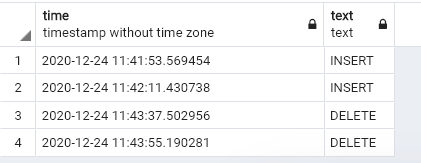 time text
timestamp without time zone text
1 2020-12-24 11:41:53.569454 INSERT
2 2020-12-24 11:42:11.430738 INSERT
3 2020-12-24 11:43:37.502956 DELETE
4 2020-12-24 11:43:55.190281 DELETE